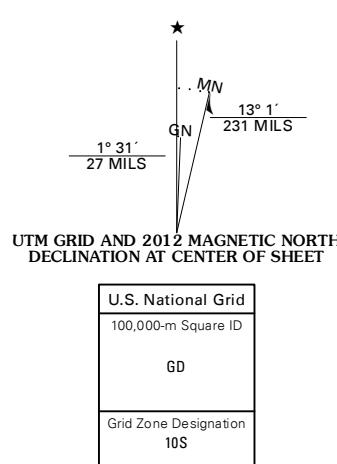 ★
MN
13° 1´
231 MILS
GN
1° 31´
27 MILS
UTM GRID AND 2012 MAGNETIC NORTH
DECLINATION AT CENTER OF SHEET
U.S. National Grid
100,000-m Square ID
GD
Grid Zone Designation
10S